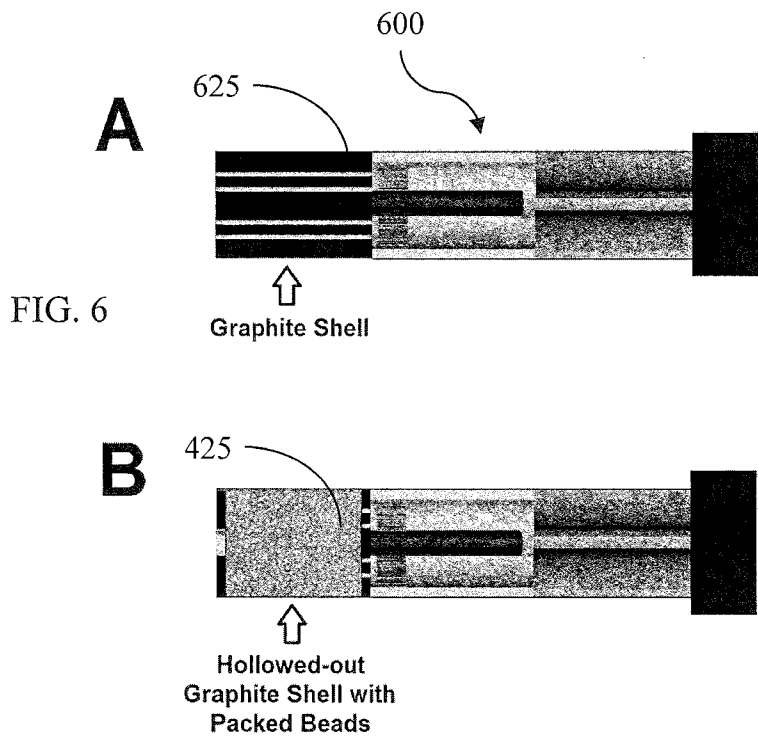 600
625
A
FIG. 6
Graphite Shell
B
425
Hollowed-out
Graphite Shell with
Packed Beads